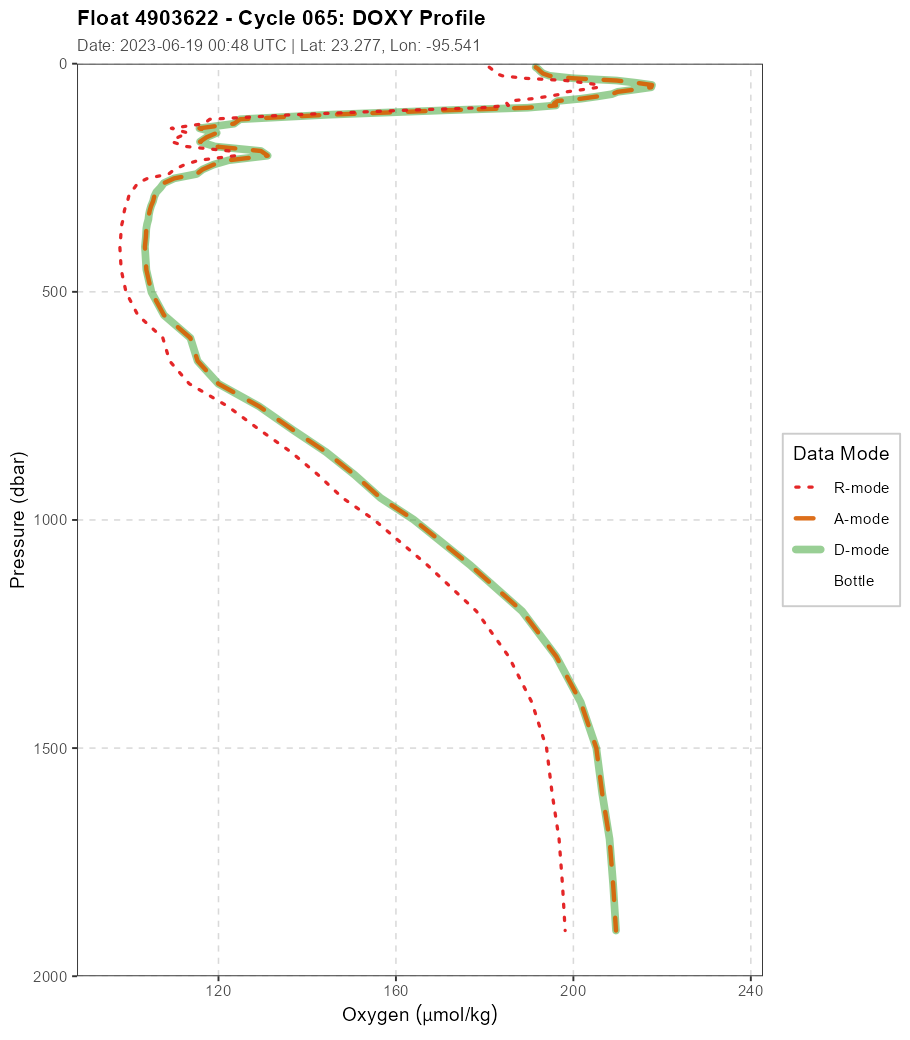 Float 4903622 - Cycle 065: DOXY Profile
Date: 2023-06-19 00:48 UTC | Lat: 23.277, Lon: -95.541
0
500
1000
1500
2000
Pressure (dbar)
120 160 200 240
Oxygen (μmol/kg)
Data Mode
R-mode
A-mode
D-mode
Bottle